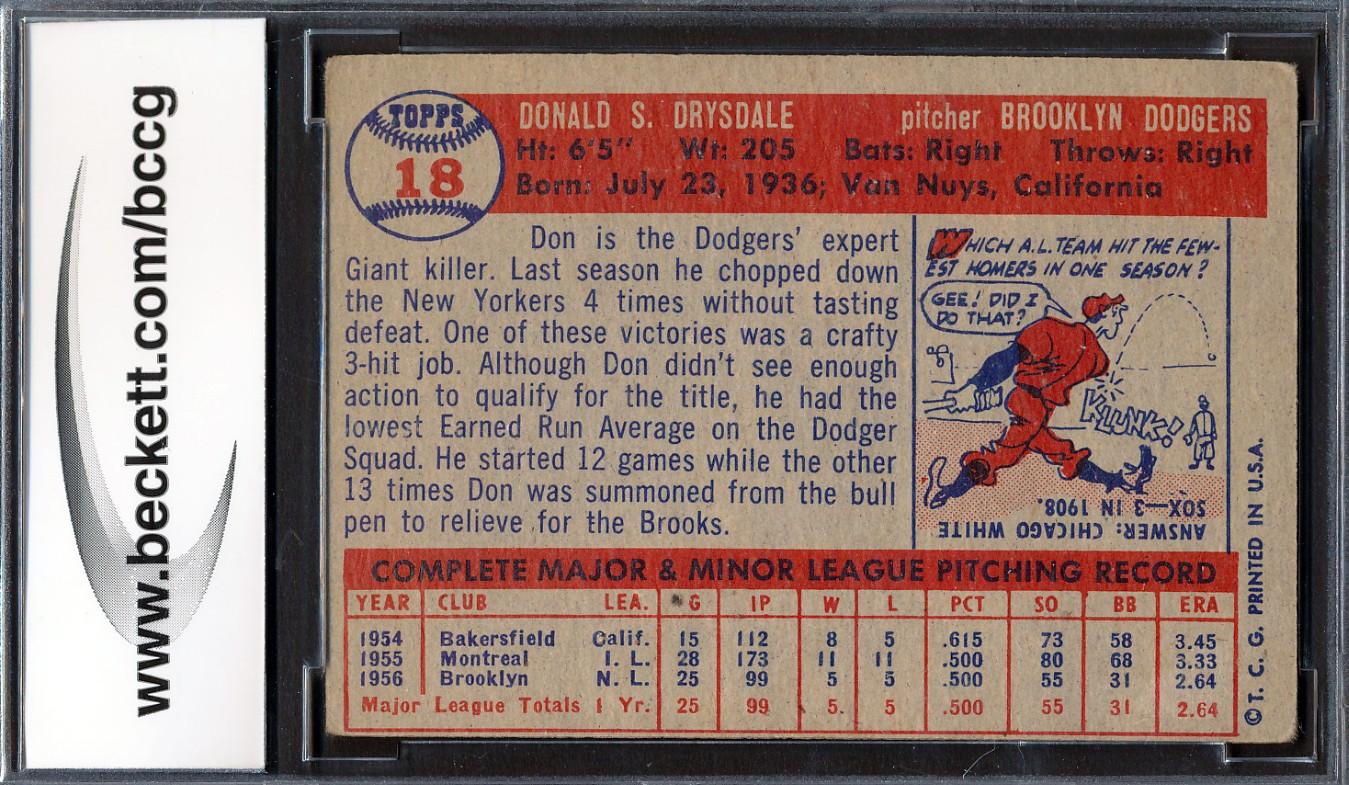 www.beckett.com/bccg
TOPPS
18
DONALD S. DRYSDALE pitcher BROOKLYN DODGERS
Ht: 6'5" Wt: 205 Bats: Right Throws: Right
Born: July 23, 1936; Van Nuys, California
Don is the Dodgers' expert
Giant killer. Last season he chopped down
the New Yorkers 4 times without tasting
defeat. One of these victories was a crafty
3-hit job. Although Don didn't see enough
action to qualify for the title, he had the
lowest Earned Run Average on the Dodger
Squad. He started 12 games while the other
13 times Don was summoned from the bull
pen to relieve for the Brooks.
WHICH A.L. TEAM HIT THE FEW-
EST HOMERS IN ONE SEASON?
GEE! DID I
DO THAT?
KLUNK!
ANSWER: CHICAGO WHITE
SOX—3 IN 1908.
COMPLETE MAJOR & MINOR LEAGUE PITCHING RECORD
YEAR CLUB LEA. G IP W L PCT SO BB ERA
1954 Bakersfield Calif. 15 112 8 5 .615 73 58 3.45
1955 Montreal I. L. 28 173 11 11 .500 80 68 3.33
1956 Brooklyn N. L. 25 99 5 5 .500 55 31 2.64
Major League Totals 1 Yr. 25 99 5 5 .500 55 31 2.64
© T. C. G. PRINTED IN U.S.A.